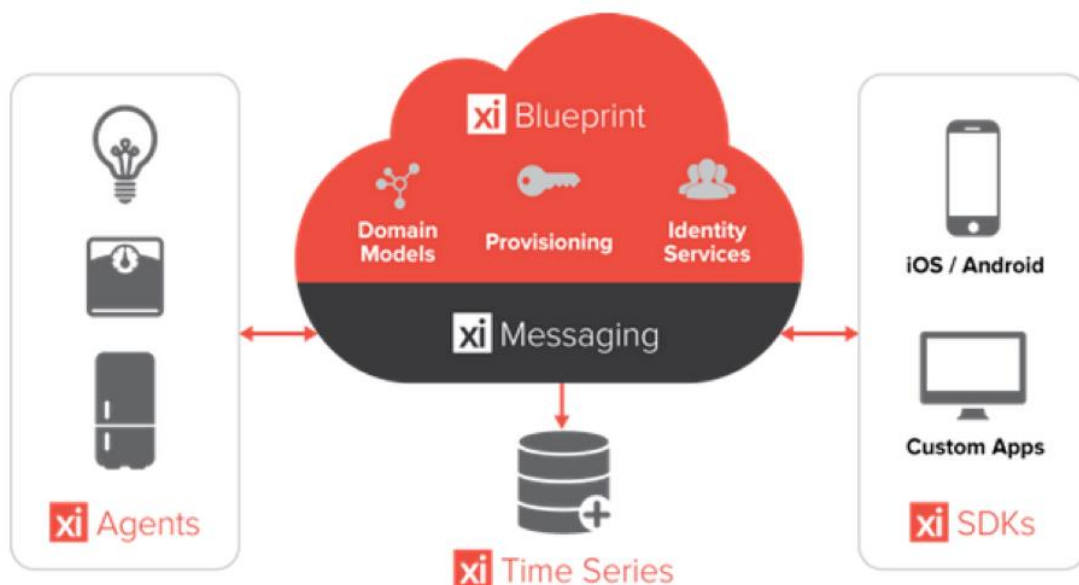 xi Blueprint
Domain
Models
Provisioning
Identity
Services
xi Messaging
xi Agents
iOS / Android
Custom Apps
xi SDKs
xi Time Series